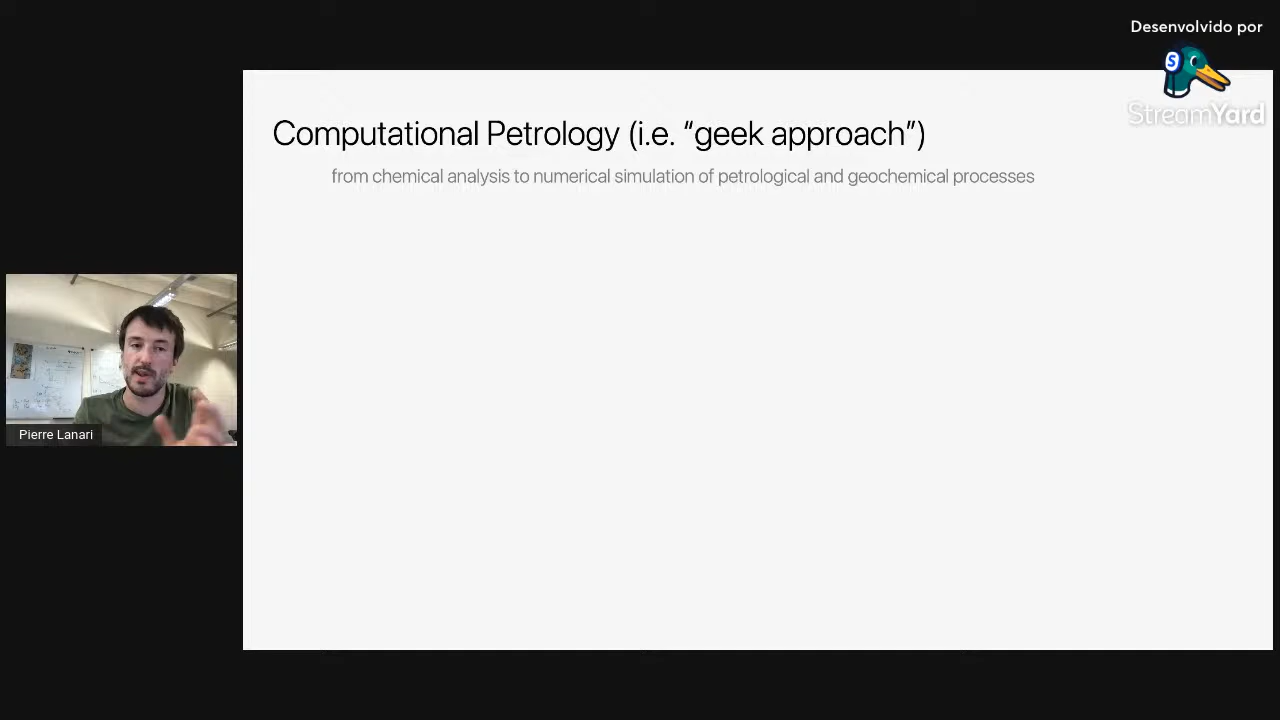 Desenvolvido por
S
StreamYard
Computational Petrology (i.e. “geek approach”)
from chemical analysis to numerical simulation of petrological and geochemical processes
Pierre Lanari